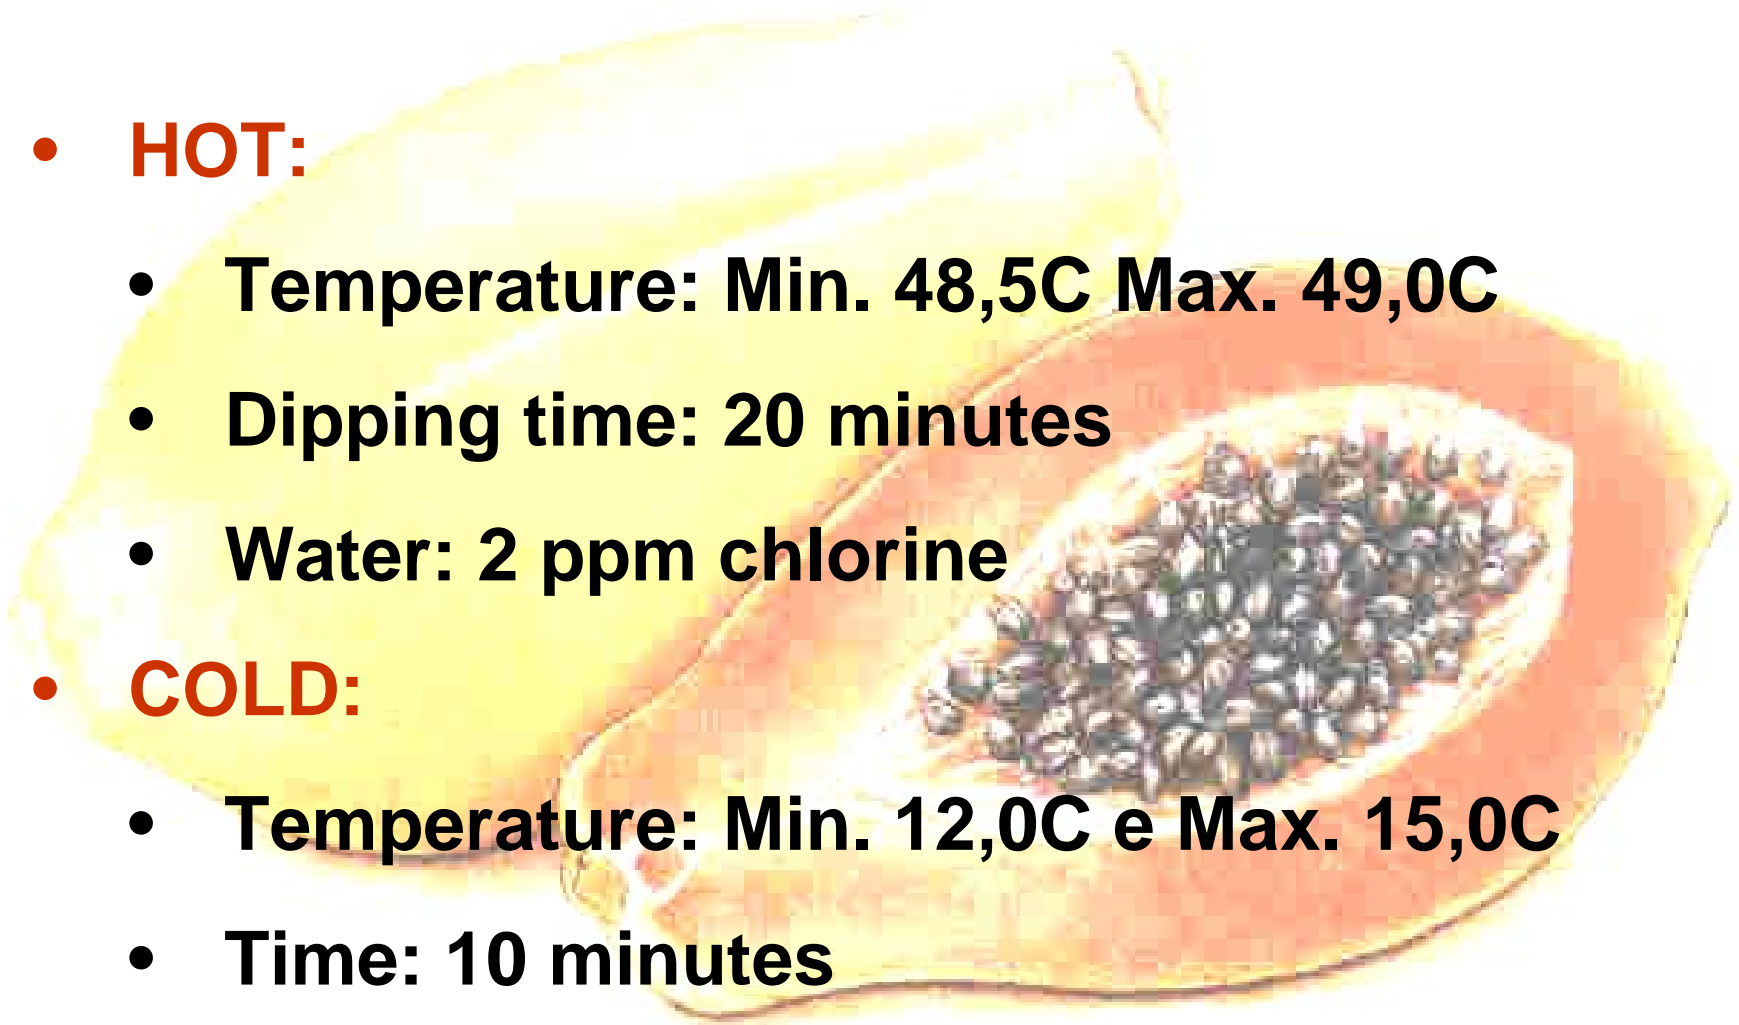 • HOT:
• Temperature: Min. 48,5C Max. 49,0C
• Dipping time: 20 minutes
• Water: 2 ppm chlorine
• COLD:
• Temperature: Min. 12,0C e Max. 15,0C
• Time: 10 minutes